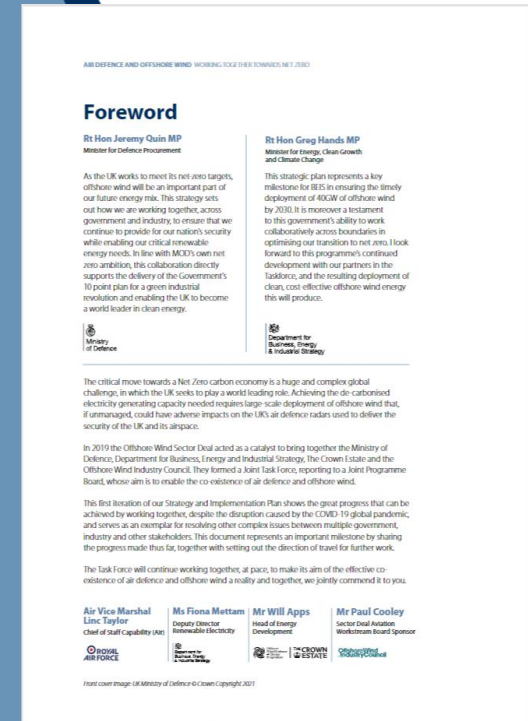 AIR DEFENCE AND OFFSHORE WIND WORKING TOGETHER TOWARDS NET ZERO
Foreword
Rt Hon Jeremy Quin MP
Minister for Defence Procurement
As the UK works to meet its net-zero targets,
offshore wind will be an important part of
our future energy mix. This strategy sets
out how we are working together, across
government and industry, to ensure that we
continue to provide for our nation's security
while enabling our critical renewable
energy needs. In line with MOD's own net
zero ambition, this collaboration directly
supports the delivery of the Government's
10 point plan for a green industrial
revolution and enabling the UK to become
a world leader in clean energy.
Ministry
of Defence
Rt Hon Greg Hands MP
Minister for Energy, Clean Growth
and Climate Change
This strategic plan represents a key
milestone for BEIS in ensuring the timely
deployment of 40GW of offshore wind
by 2030. It is moreover a testament
to this government's ability to work
collaboratively across boundaries in
optimising our transition to net zero. I look
forward to this programme's continued
development with our partners in the
Taskforce, and the resulting deployment of
clean, cost-effective offshore wind energy
this will produce.
Department for
Business, Energy
& Industrial Strategy
The critical move towards a Net Zero carbon economy is a huge and complex global
challenge, in which the UK seeks to play a world leading role. Achieving the de-carbonised
electricity generating capacity needed requires large-scale deployment of offshore wind that,
if unmanaged, could have adverse impacts on the UK's air defence radars used to deliver the
security of the UK and its airspace.
In 2019 the Offshore Wind Sector Deal acted as a catalyst to bring together the Ministry of
Defence, Department for Business, Energy and Industrial Strategy, The Crown Estate and the
Offshore Wind Industry Council. They formed a Joint Task Force, reporting to a Joint Programme
Board, whose aim is to enable the co-existence of air defence and offshore wind.
This first iteration of our Strategy and Implementation Plan shows the great progress that can be
achieved by working together, despite the disruption caused by the COVID-19 global pandemic,
and serves as an exemplar for resolving other complex issues between multiple government,
industry and other stakeholders. This document represents an important milestone by sharing
the progress made thus far, together with setting out the direction of travel for further work.
The Task Force will continue working together, at pace, to make its aim of the effective co-
existence of air defence and offshore wind a reality and together, we jointly commend it to you.
Air Vice Marshal
Linc Taylor
Chief of Staff Capability (Air)
ROYAL
AIR FORCE
Ms Fiona Mettam
Deputy Director
Renewable Electricity
Department for
Business, Energy
& Industrial Strategy
Mr Will Apps
Head of Energy
Development
THE CROWN
ESTATE
Mr Paul Cooley
Sector Deal Aviation
Workstream Board Sponsor
OffshoreWind
IndustryCouncil
Front cover image: UK Ministry of Defence © Crown Copyright 2021